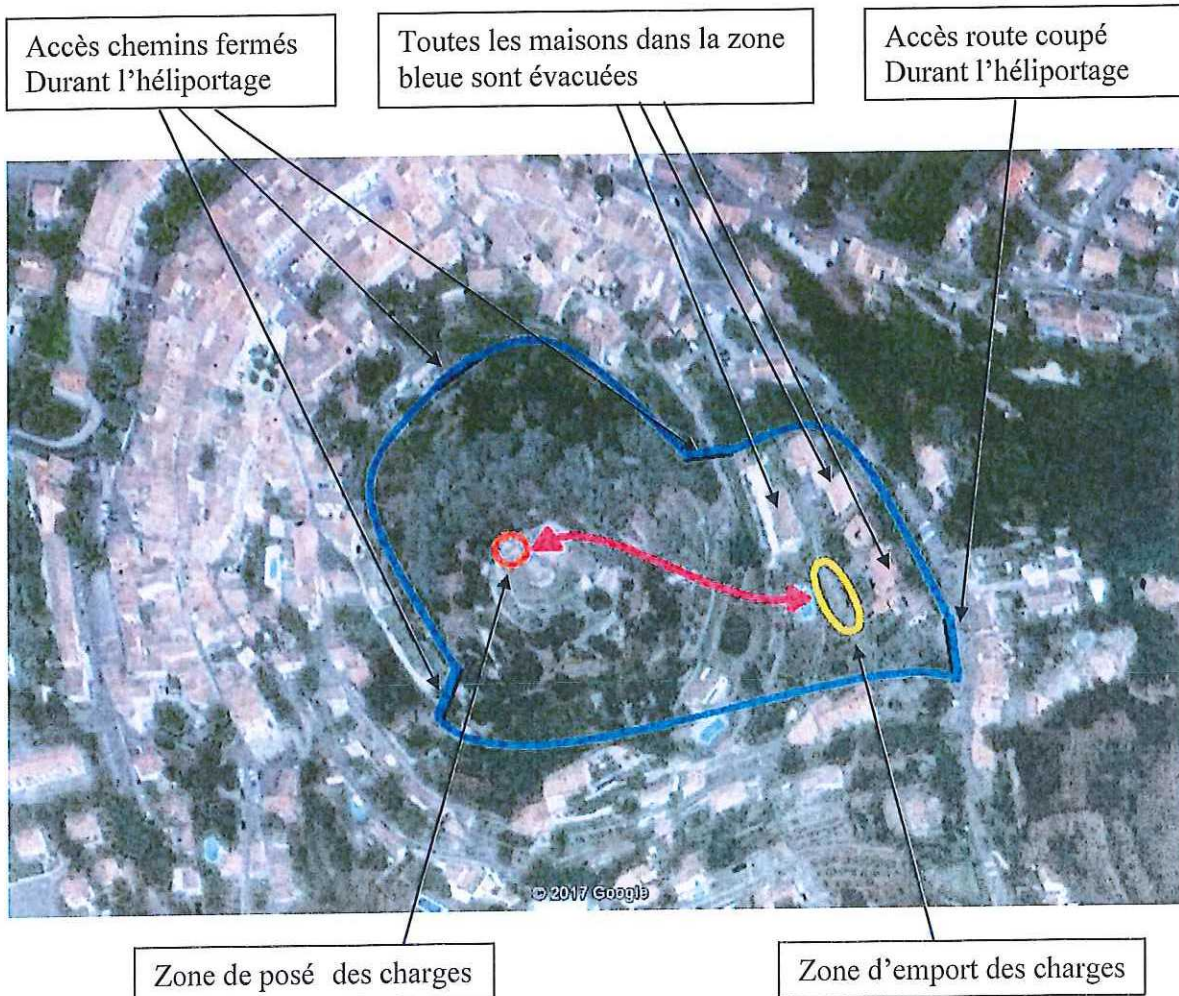 Accès chemins fermés
Durant l'héliportage
Toutes les maisons dans la zone
bleue sont évacuées
Accès route coupé
Durant l'héliportage
© 2017 Google
Zone de posé des charges
Zone d'emport des charges